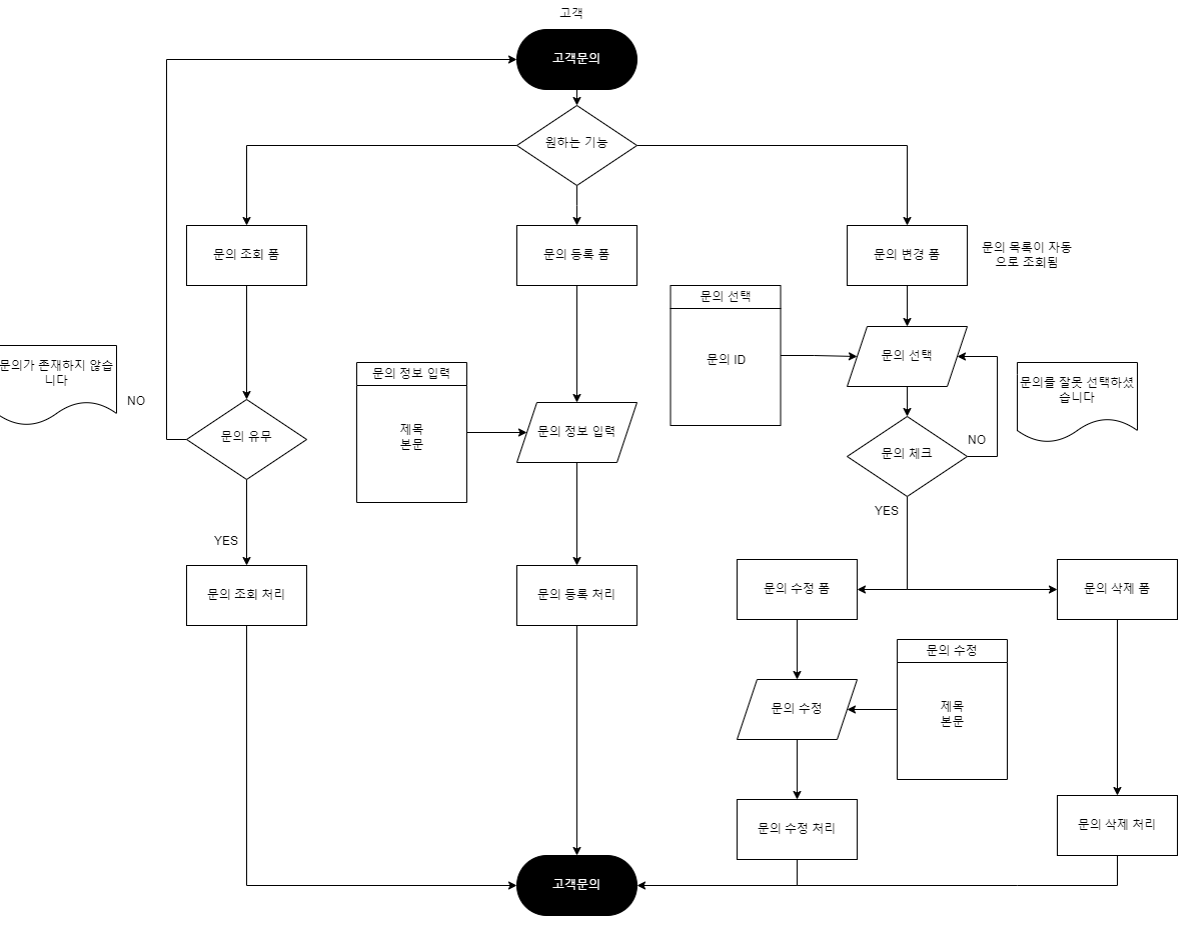 고객
고객문의
원하는 기능
문의 조회 폼
문의 등록 폼
문의 변경 폼
문의 목록이 자동
으로 조회됨
문의 선택
문의 ID
문의 선택
문의가 존재하지 않습
니다
NO
문의 유무
문의 정보 입력
제목
본문
문의 정보 입력
문의를 잘못 선택하셨
습니다
NO
문의 체크
YES
YES
문의 조회 처리
문의 등록 처리
문의 수정 폼
문의 삭제 폼
문의 수정
제목
본문
문의 수정
문의 수정 처리
문의 삭제 처리
고객문의